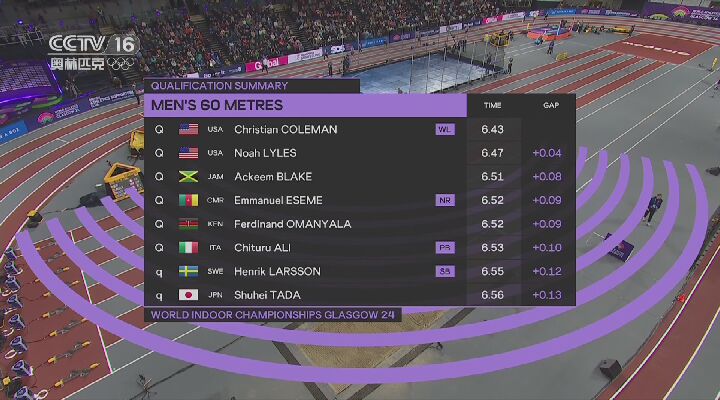 CCTV 16
奥林匹克
QUALIFICATION SUMMARY
MEN'S 60 METRES TIME GAP
Q USA Christian COLEMAN WL 6.43
Q USA Noah LYLES 6.47 +0.04
Q JAM Ackeem BLAKE 6.51 +0.08
Q CMR Emmanuel ESEME NR 6.52 +0.09
Q KEN Ferdinand OMANYALA 6.52 +0.09
Q ITA Chituru ALI PB 6.53 +0.10
q SWE Henrik LARSSON SB 6.55 +0.12
q JPN Shuhei TADA 6.56 +0.13
WORLD INDOOR CHAMPIONSHIPS GLASGOW 24